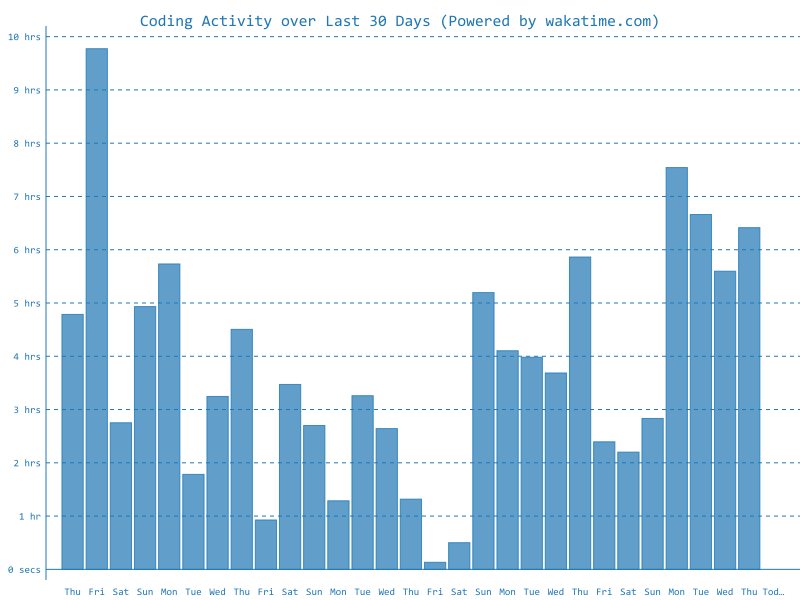 Coding Activity over Last 30 Days (Powered by wakatime.com)
10 hrs
9 hrs
8 hrs
7 hrs
6 hrs
5 hrs
4 hrs
3 hrs
2 hrs
1 hr
0 secs
Thu Fri Sat Sun Mon Tue Wed Thu Fri Sat Sun Mon Tue Wed Thu Fri Sat Sun Mon Tue Wed Thu Fri Sat Sun Mon Tue Wed Thu Tod…